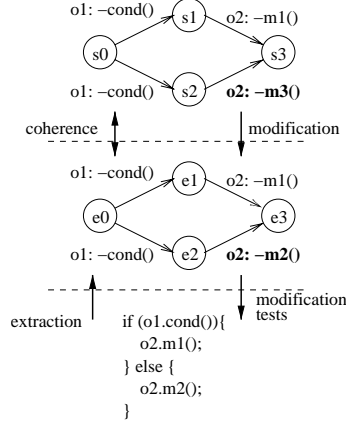 o1: −cond() s1 o2: −m1()
s0 s3
o1: −cond() s2 o2: −m3()
coherence modification
o1: −cond() e1 o2: −m1()
e0 e3
o1: −cond() e2 o2: −m2()
extraction modification
tests
if (o1.cond()){
o2.m1();
} else {
o2.m2();
}